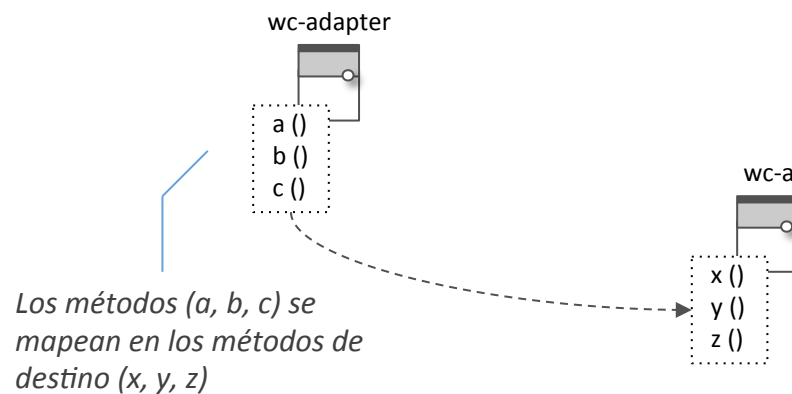 wc-adapter
a ()
b ()
c ()
wc-a
x ()
y ()
z ()
Los métodos (a, b, c) se
mapean en los métodos de
destino (x, y, z)